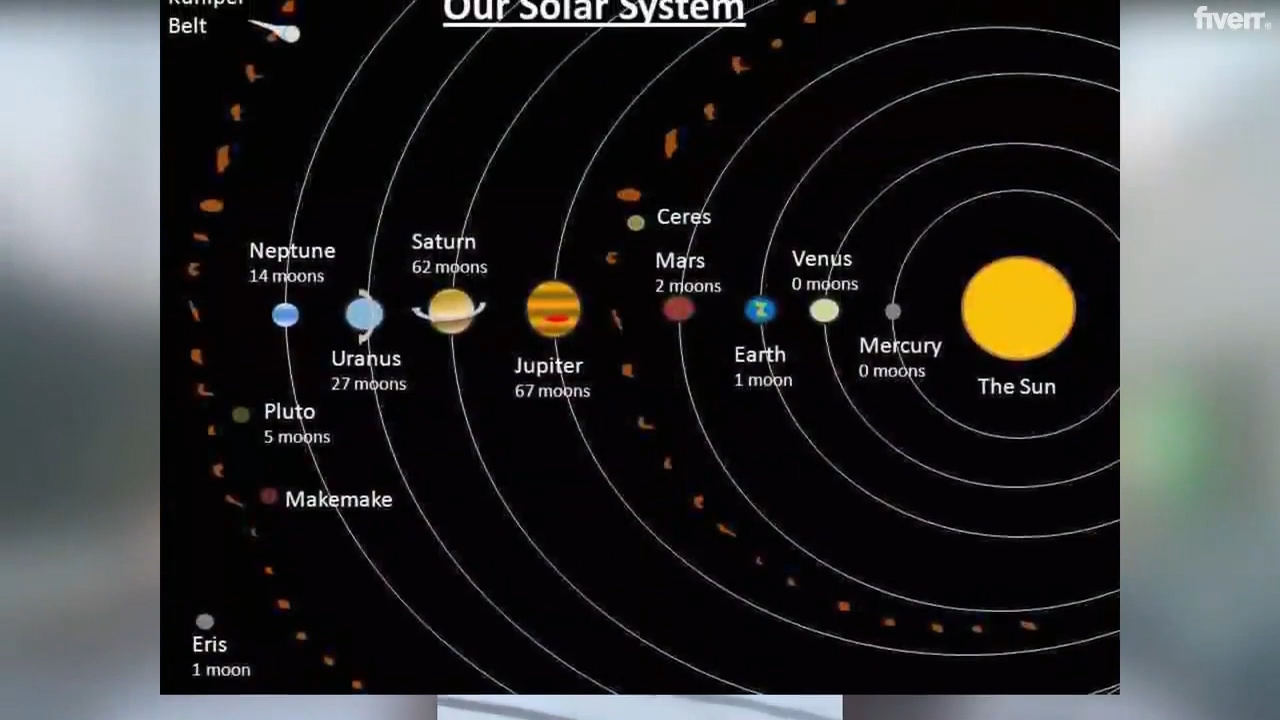 Our Solar System
fiverr.
Belt
Ceres
Neptune
14 moons
Saturn
62 moons
Mars
2 moons
Venus
0 moons
Uranus
27 moons
Jupiter
67 moons
Earth
1 moon
Mercury
0 moons
The Sun
Pluto
5 moons
Makemake
Eris
1 moon